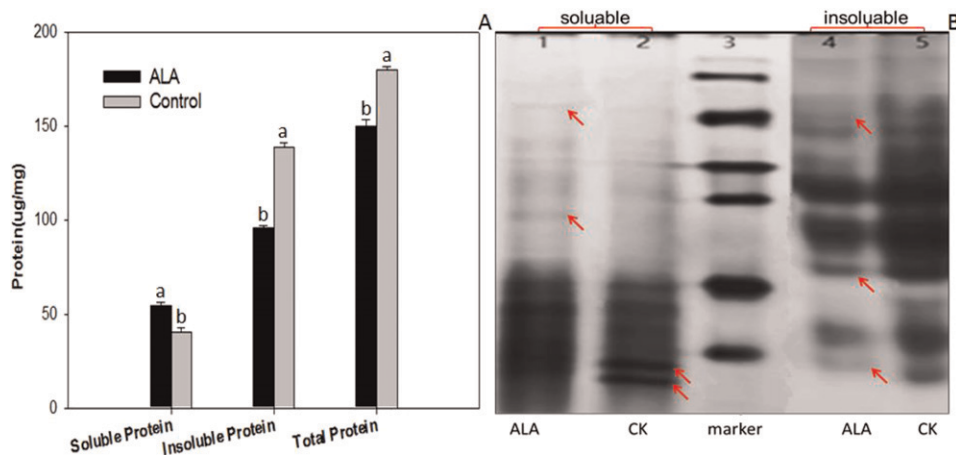 200
150
100
50
0
Protein(ug/mg)
ALA
Control
a
b
b
a
b
a
Soluble Protein
Insoluble Protein
Total Protein
A
soluable
insoluable
B
1
2
3
4
5
ALA
CK
marker
ALA
CK